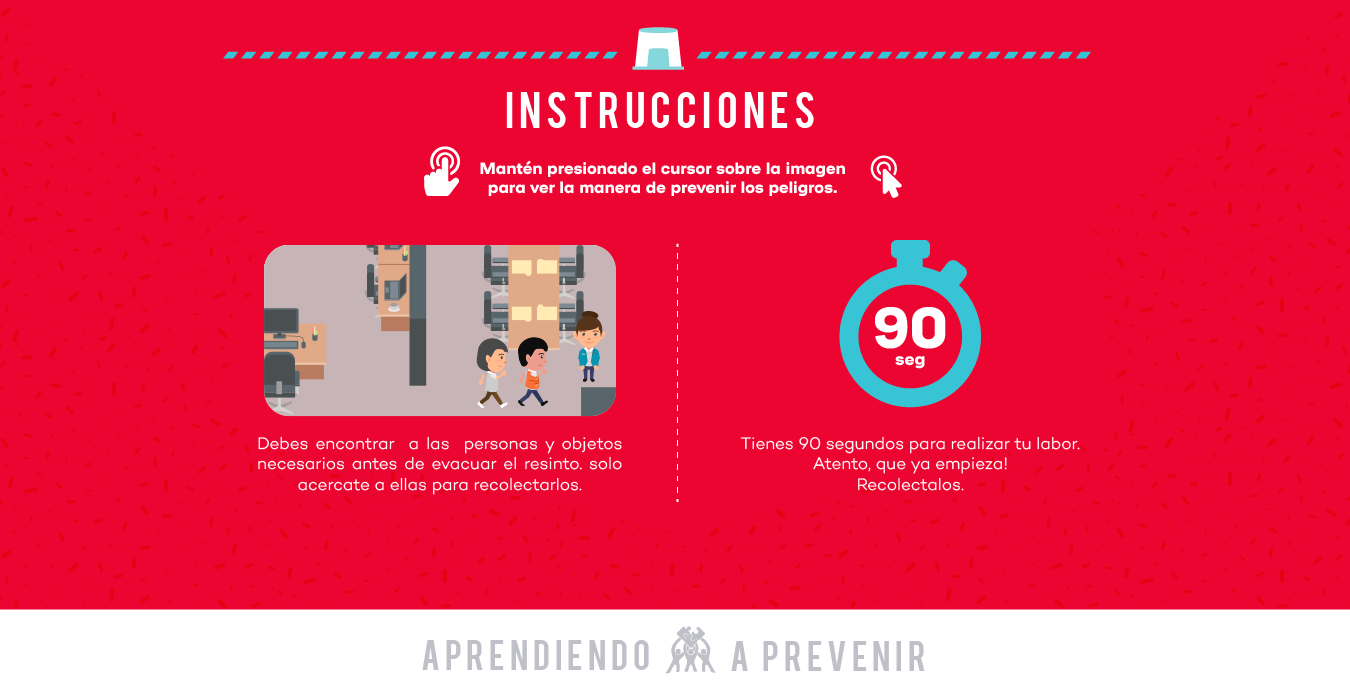 INSTRUCCIONES
Mantén presionado el cursor sobre la imagen
para ver la manera de prevenir los peligros.
Debes encontrar a las personas y objetos
necesarios antes de evacuar el resinto. solo
acercate a ellas para recolectarlos.
90
seg
Tienes 90 segundos para realizar tu labor.
Atento, que ya empieza!
Recolectalos.
APRENDIENDO A PREVENIR